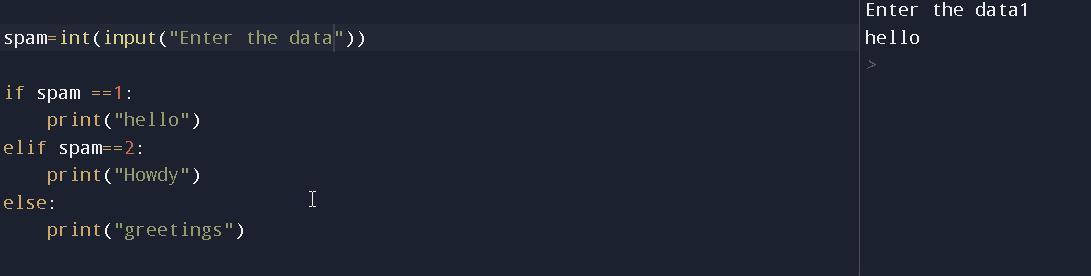 spam=int(input("Enter the data"))
if spam ==1:
    print("hello")
elif spam==2:
    print("Howdy")
else:
    print("greetings")
Enter the data1
hello
>